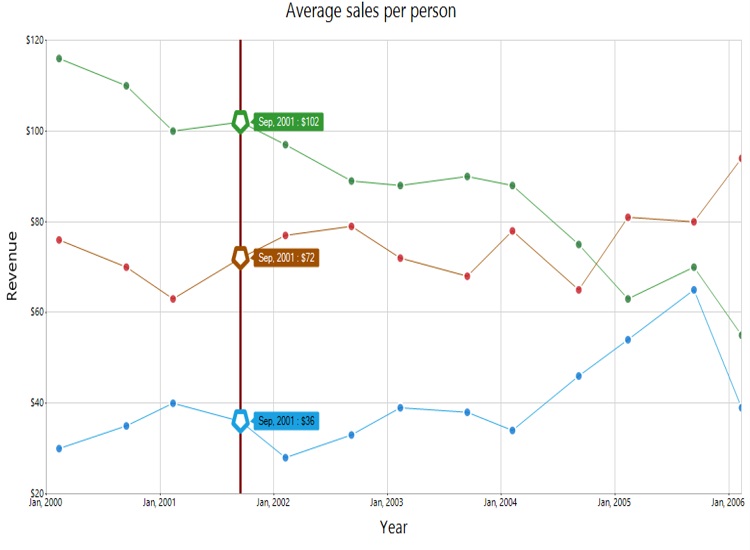 Average sales per person
$120
$100
$80
$60
$40
$20
Revenue
Sep, 2001 : $102
Sep, 2001 : $72
Sep, 2001 : $36
Jan, 2000
Jan, 2001
Jan, 2002
Jan, 2003
Jan, 2004
Jan, 2005
Jan, 2006
Year